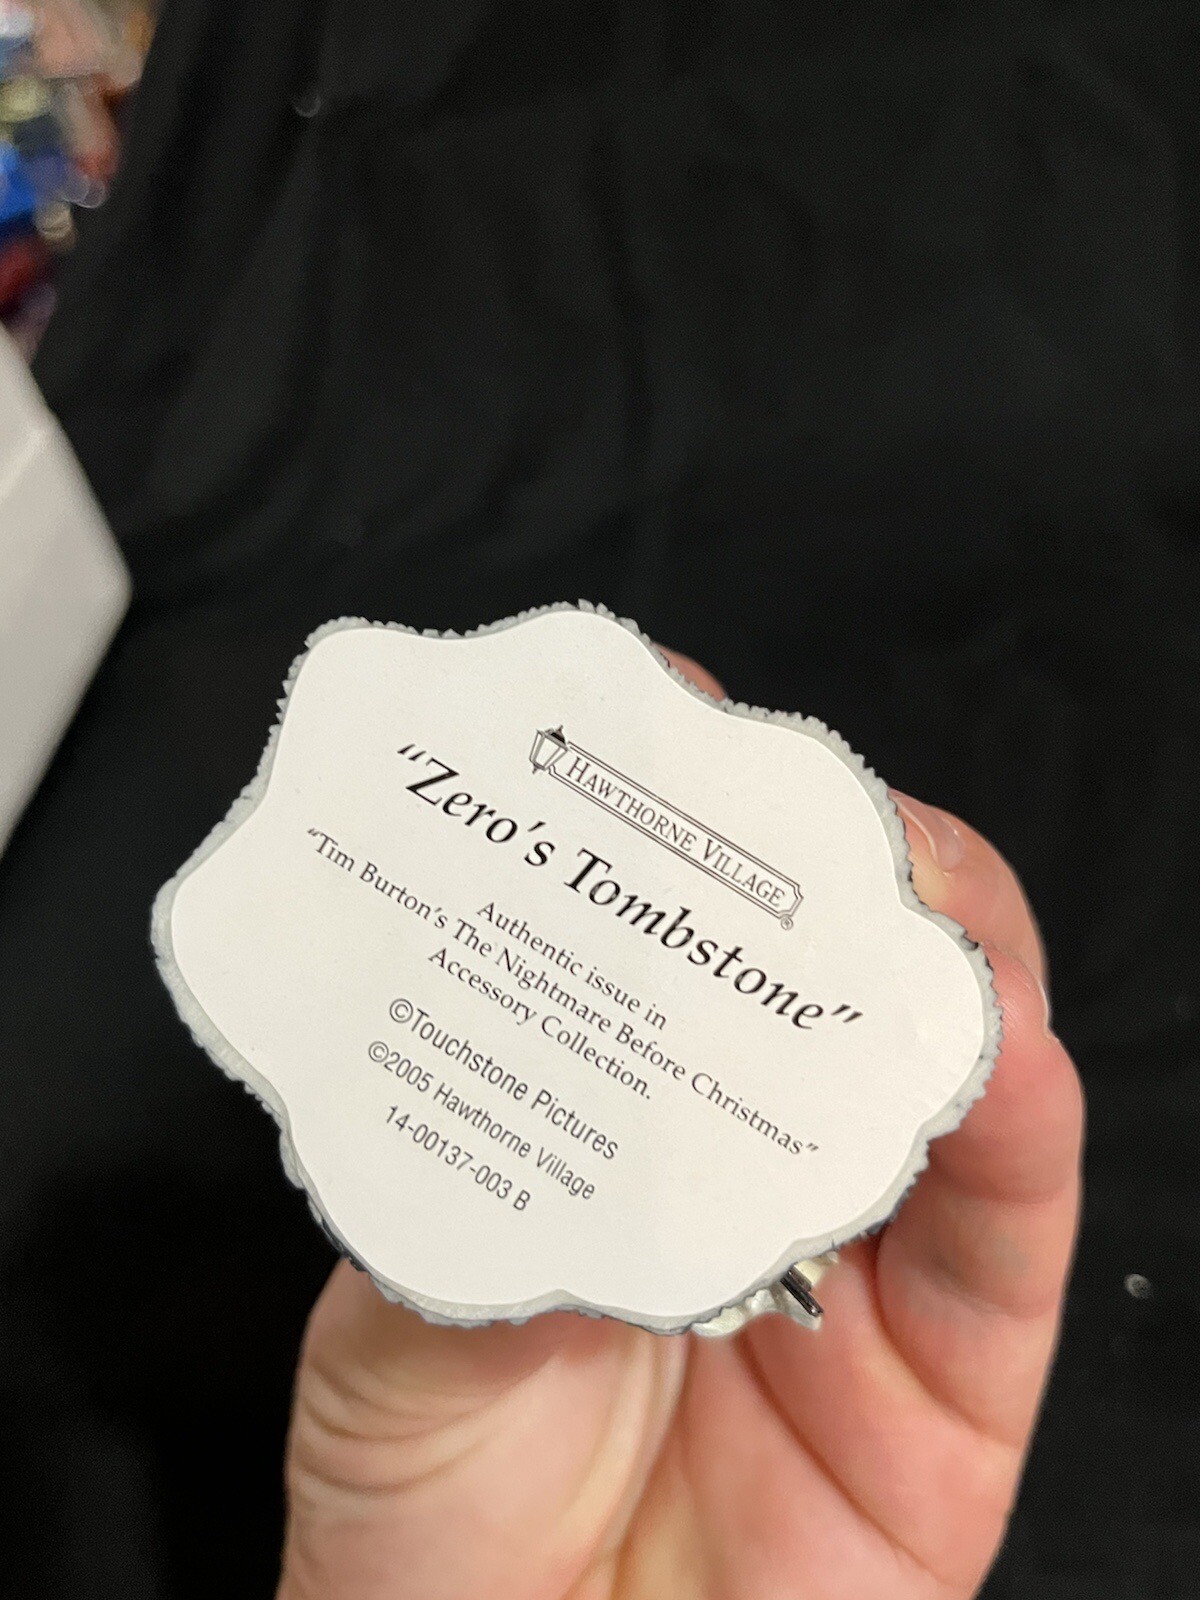 HAWTHORNE VILLAGE®
"Zero's Tombstone"
Authentic issue in
"Tim Burton's The Nightmare Before Christmas"
Accessory Collection.
©Touchstone Pictures
©2005 Hawthorne Village
14-00137-003 B